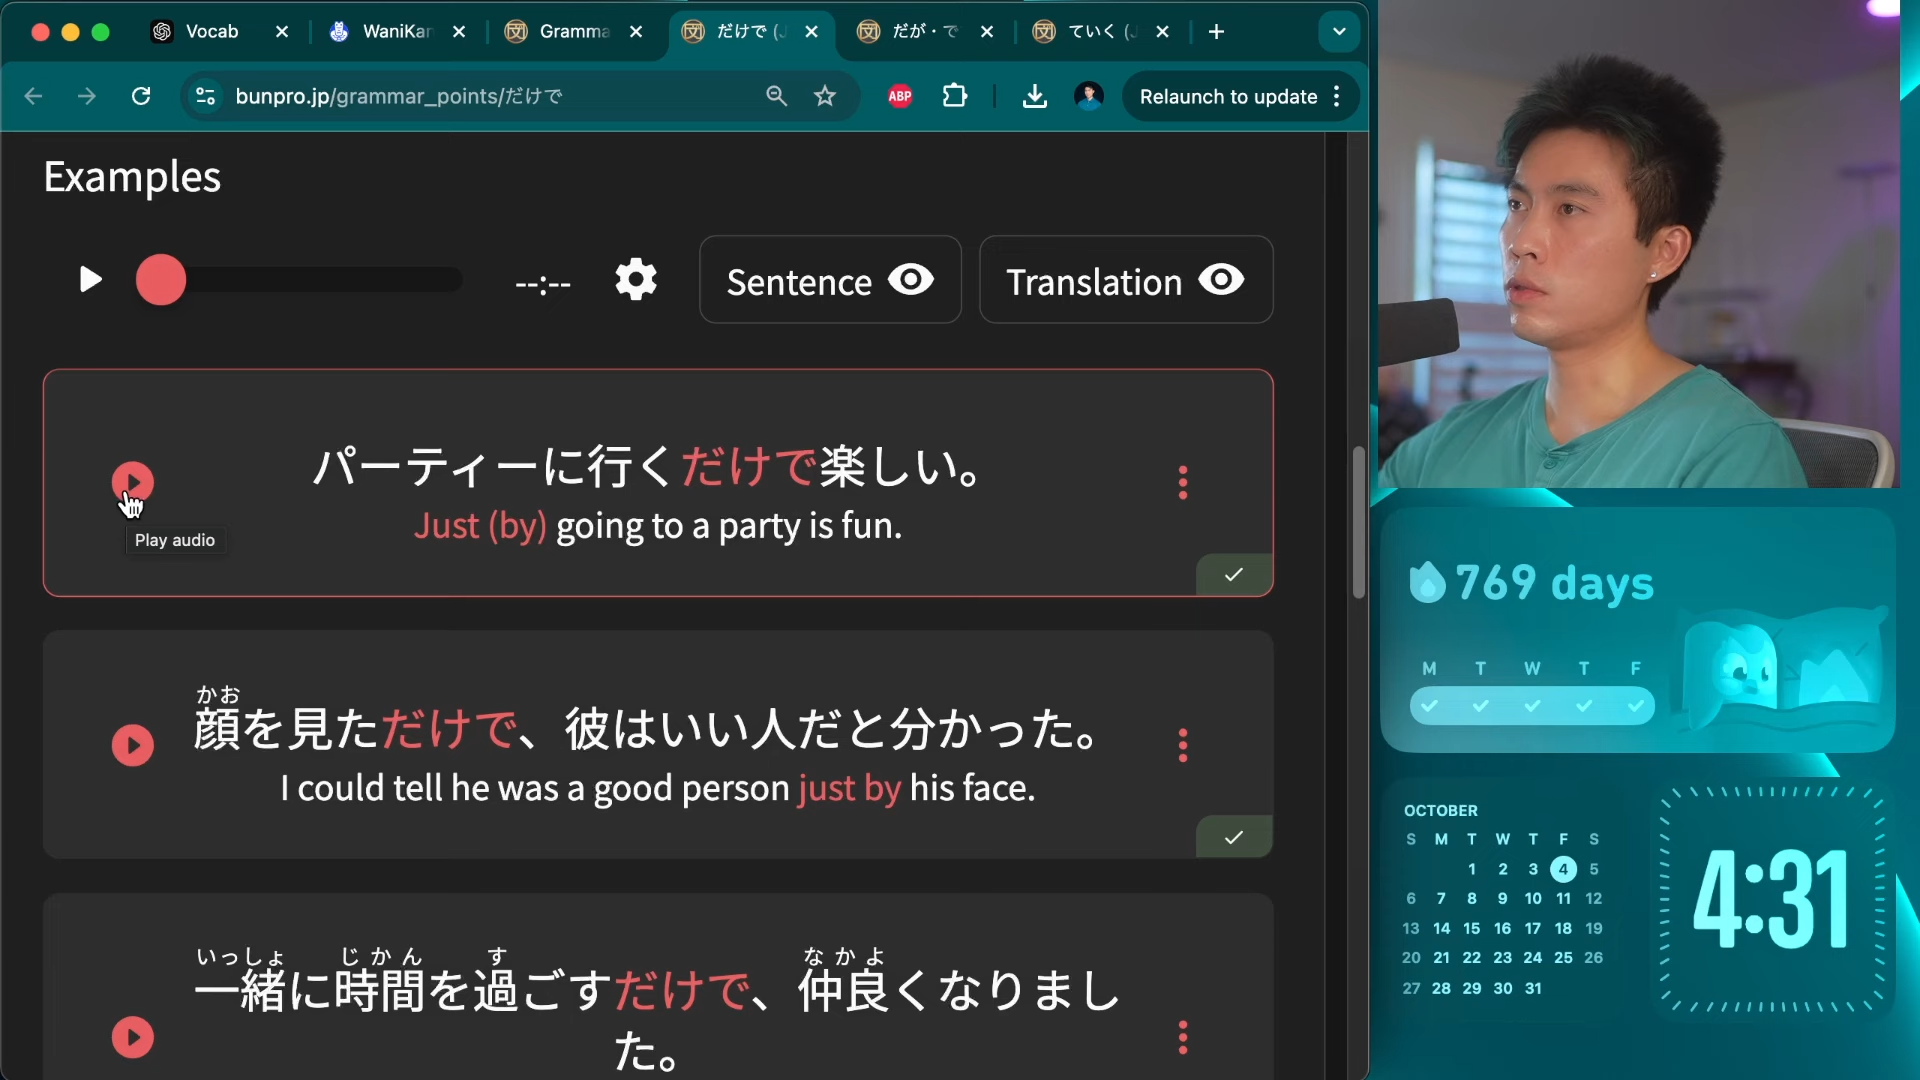 Vocab
WaniKan
Gramma
だけで (J
だが・で
ていく (J
bunpro.jp/grammar_points/だけで
ABP
Relaunch to update
Examples
--:--
Sentence
Translation
パーティーに行くだけで楽しい。
Just (by) going to a party is fun.
Play audio
かお
顔を見ただけで、彼はいい人だと分かった。
I could tell he was a good person just by his face.
いっしょ じかん す なかよ
一緒に時間を過ごすだけで、仲良くなりまし
た。
769 days
M T W T F
OCTOBER
S M T W T F S
1 2 3 4 5
6 7 8 9 10 11 12
13 14 15 16 17 18 19
20 21 22 23 24 25 26
27 28 29 30 31
4:31